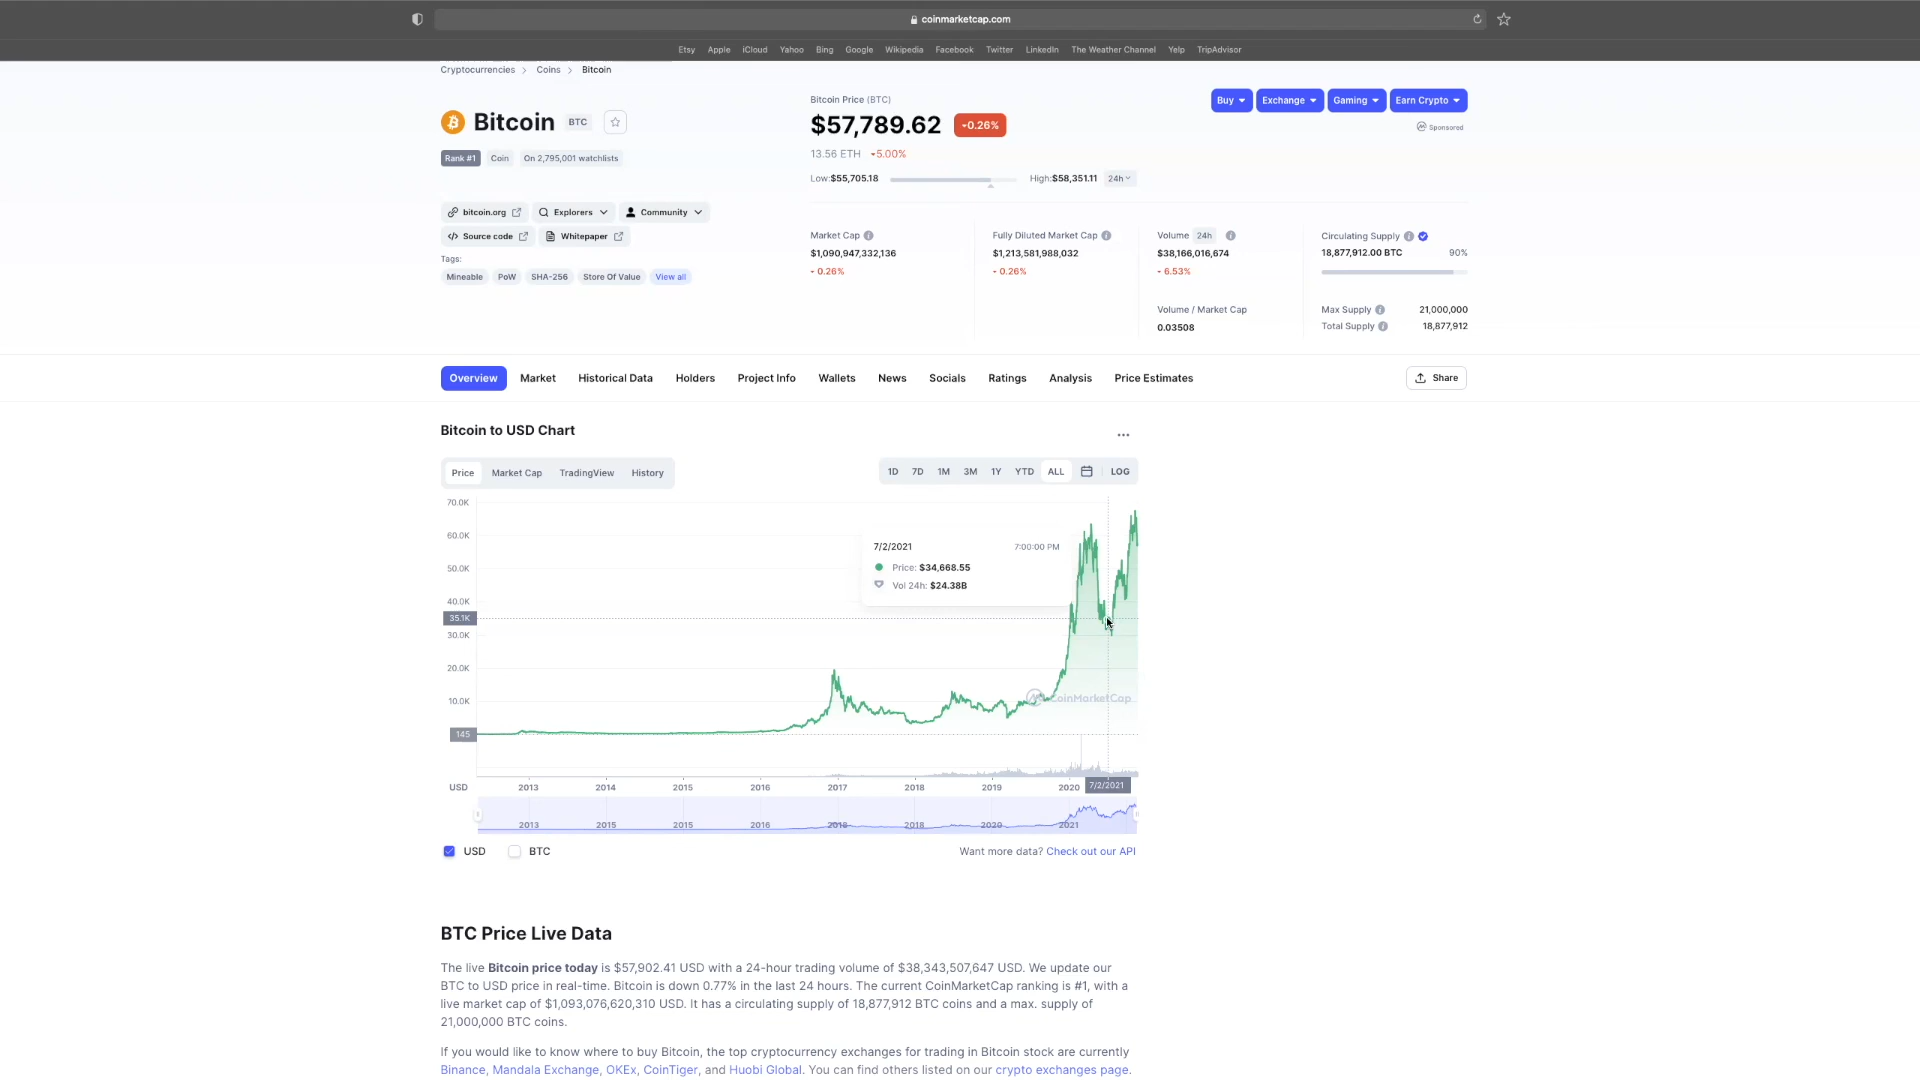 coinmarketcap.com
Etsy Apple iCloud Yahoo Bing Google Wikipedia Facebook Twitter LinkedIn The Weather Channel Yelp TripAdvisor
Cryptocurrencies Coins Bitcoin
Bitcoin BTC
Rank #1 Coin On 2,795,001 watchlists
bitcoin.org Explorers Community
Source code Whitepaper
Tags:
Mineable PoW SHA-256 Store Of Value View all
Bitcoin Price (BTC)
$57,789.62 0.26%
13.56 ETH 5.00%
Low:$55,705.18 High:$58,351.11 24h
Buy Exchange Gaming Earn Crypto
Sponsored
Market Cap
$1,090,947,332,136
0.26%
Fully Diluted Market Cap
$1,213,581,988,032
0.26%
Volume 24h
$38,166,016,674
6.53%
Volume / Market Cap
0.03508
Circulating Supply
18,877,912.00 BTC 90%
Max Supply 21,000,000
Total Supply 18,877,912
Overview Market Historical Data Holders Project Info Wallets News Socials Ratings Analysis Price Estimates Share
Bitcoin to USD Chart
Price Market Cap TradingView History 1D 7D 1M 3M 1Y YTD ALL LOG
70.0K
60.0K
50.0K
40.0K
35.1K
30.0K
20.0K
10.0K
145
7/2/2021 7:00:00 PM
Price: $34,668.55
Vol 24h: $24.38B
CoinMarketCap
USD 2013 2014 2015 2016 2017 2018 2019 2020 7/2/2021
2013 2015 2015 2016 2018 2018 2020 2021
USD BTC Want more data? Check out our API
BTC Price Live Data
The live Bitcoin price today is $57,902.41 USD with a 24-hour trading volume of $38,343,507,647 USD. We update our
BTC to USD price in real-time. Bitcoin is down 0.77% in the last 24 hours. The current CoinMarketCap ranking is #1, with a
live market cap of $1,093,076,620,310 USD. It has a circulating supply of 18,877,912 BTC coins and a max. supply of
21,000,000 BTC coins.
If you would like to know where to buy Bitcoin, the top cryptocurrency exchanges for trading in Bitcoin stock are currently
Binance, Mandala Exchange, OKEx, CoinTiger, and Huobi Global. You can find others listed on our crypto exchanges page.